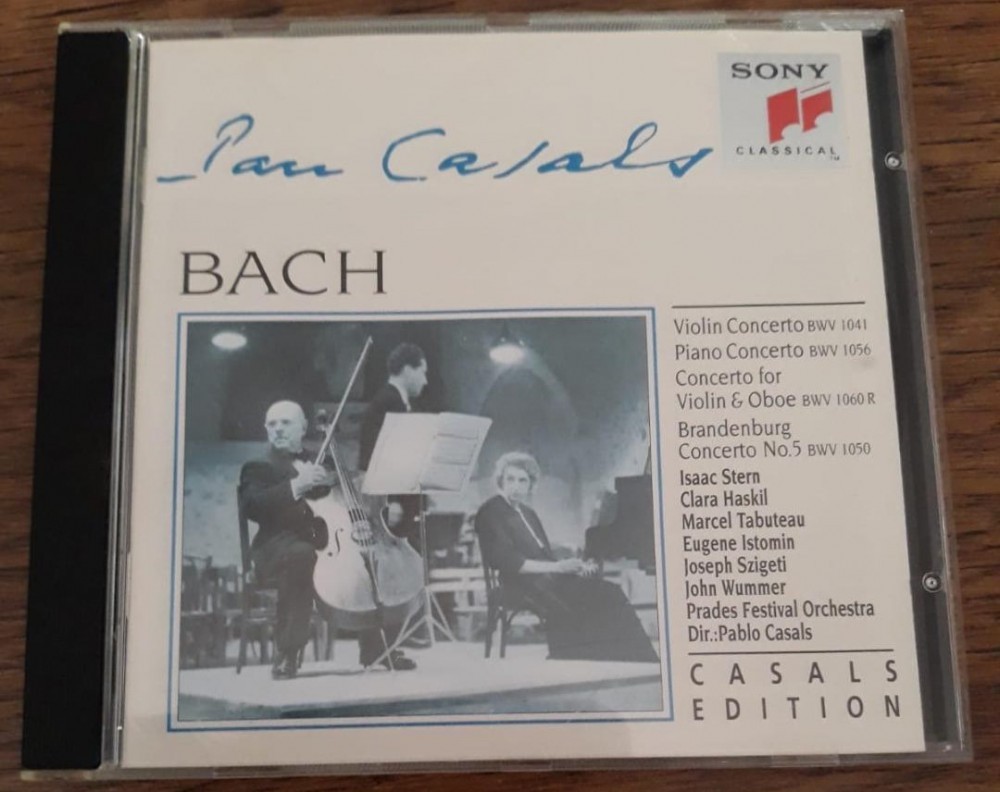 SONY
CLASSICAL™
Pau Casals
BACH
Violin Concerto BWV 1041
Piano Concerto BWV 1056
Concerto for
Violin & Oboe BWV 1060 R
Brandenburg
Concerto No.5 BWV 1050
Isaac Stern
Clara Haskil
Marcel Tabuteau
Eugene Istomin
Joseph Szigeti
John Wummer
Prades Festival Orchestra
Dir.:Pablo Casals
CASALS
EDITION